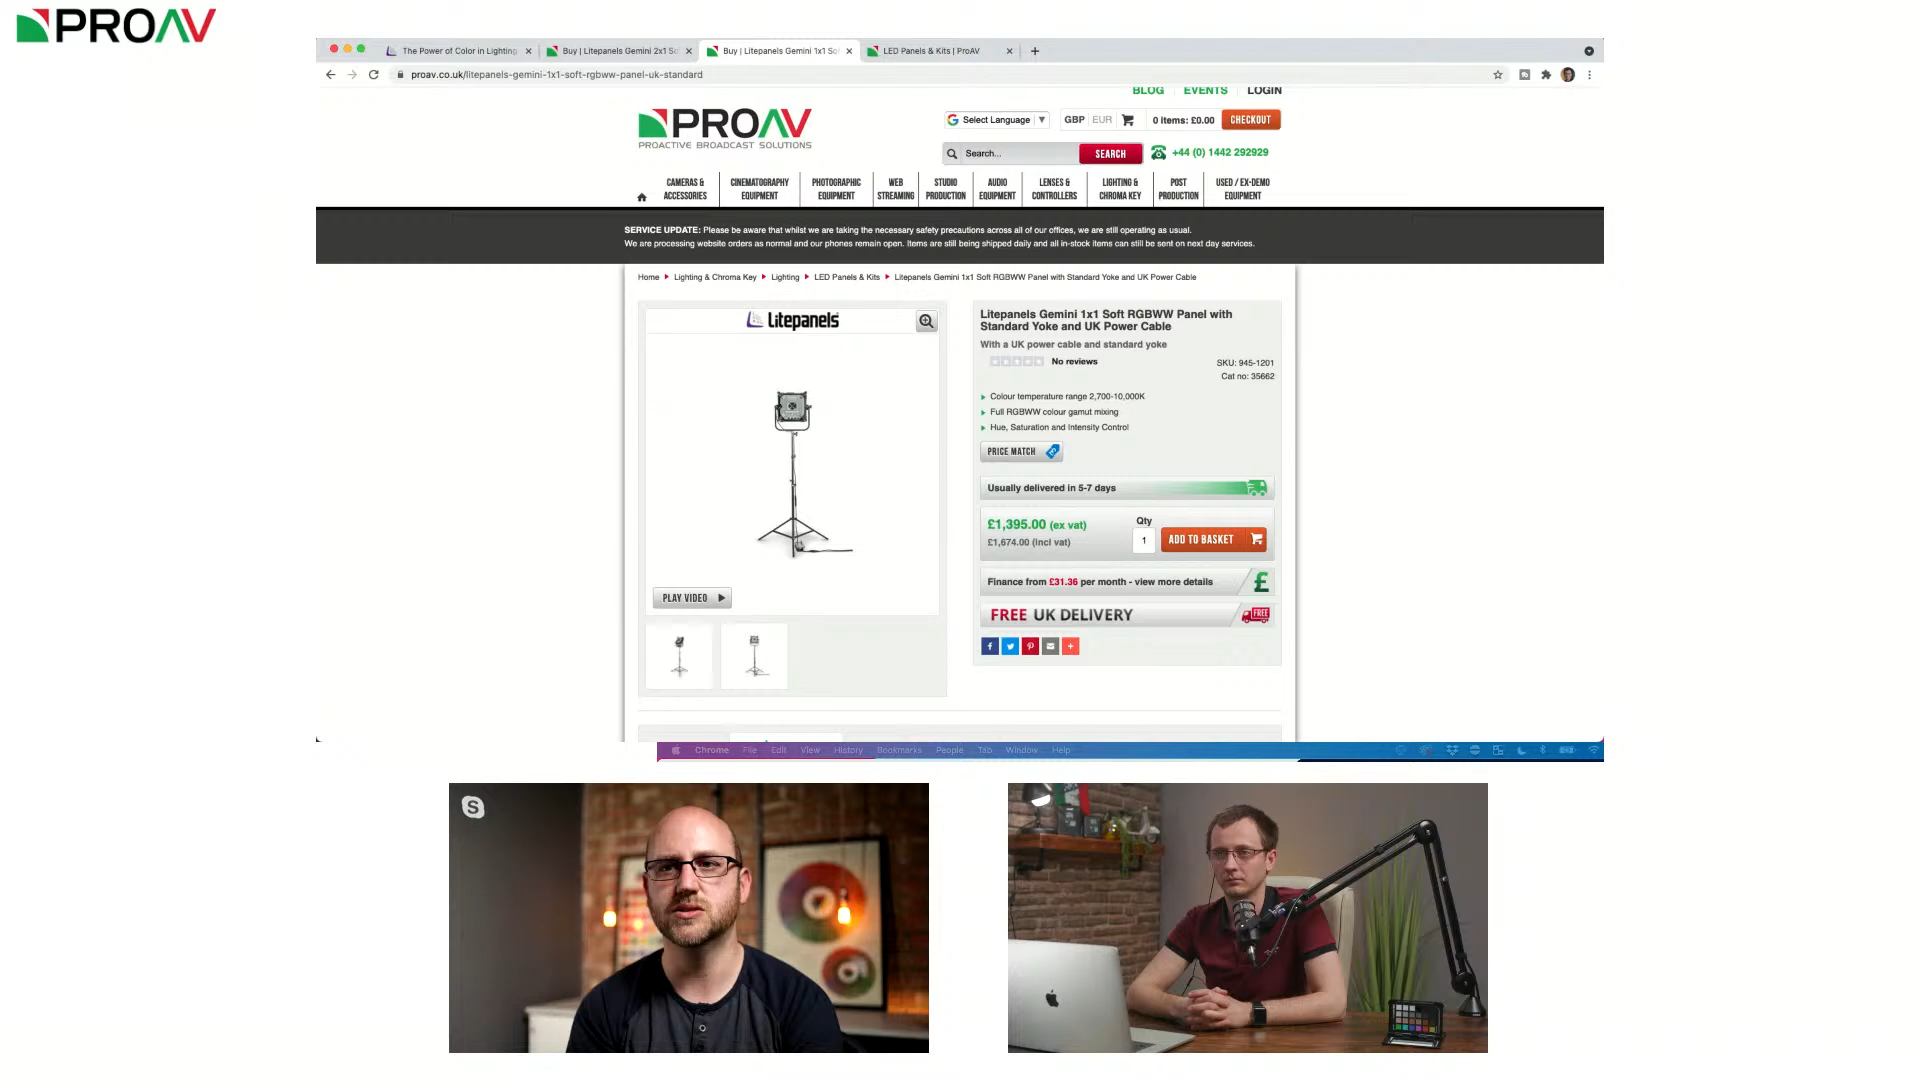 PROAV
The Power of Color in Lighting
Buy | Litepanels Gemini 2x1 So
Buy | Litepanels Gemini 1x1 Sof
LED Panels & Kits | ProAV
proav.co.uk/litepanels-gemini-1x1-soft-rgbww-panel-uk-standard
BLOG EVENTS LOGIN
PROAV
PROACTIVE BROADCAST SOLUTIONS
Select Language ▼
GBP | EUR
0 items: £0.00
CHECKOUT
Search...
SEARCH
+44 (0) 1442 292929
CAMERAS & ACCESSORIES
CINEMATOGRAPHY EQUIPMENT
PHOTOGRAPHIC EQUIPMENT
WEB STREAMING
STUDIO PRODUCTION
AUDIO EQUIPMENT
LENSES & CONTROLLERS
LIGHTING & CHROMA KEY
POST PRODUCTION
USED / EX-DEMO EQUIPMENT
SERVICE UPDATE: Please be aware that whilst we are taking the necessary safety precautions across all of our offices, we are still operating as usual.
We are processing website orders as normal and our phones remain open. Items are still being shipped daily and all in-stock items can still be sent on next day services.
Home Lighting & Chroma Key Lighting LED Panels & Kits Litepanels Gemini 1x1 Soft RGBWW Panel with Standard Yoke and UK Power Cable
Litepanels
PLAY VIDEO
Litepanels Gemini 1x1 Soft RGBWW Panel with
Standard Yoke and UK Power Cable
With a UK power cable and standard yoke
No reviews
SKU: 945-1201
Cat no: 35662
Colour temperature range 2,700-10,000K
Full RGBWW colour gamut mixing
Hue, Saturation and Intensity Control
PRICE MATCH
Usually delivered in 5-7 days
£1,395.00 (ex vat)
£1,674.00 (incl vat)
Qty
1
ADD TO BASKET
Finance from £31.36 per month - view more details
£
FREE UK DELIVERY
FREE
Chrome File Edit View History Bookmarks People Tab Window Help
S